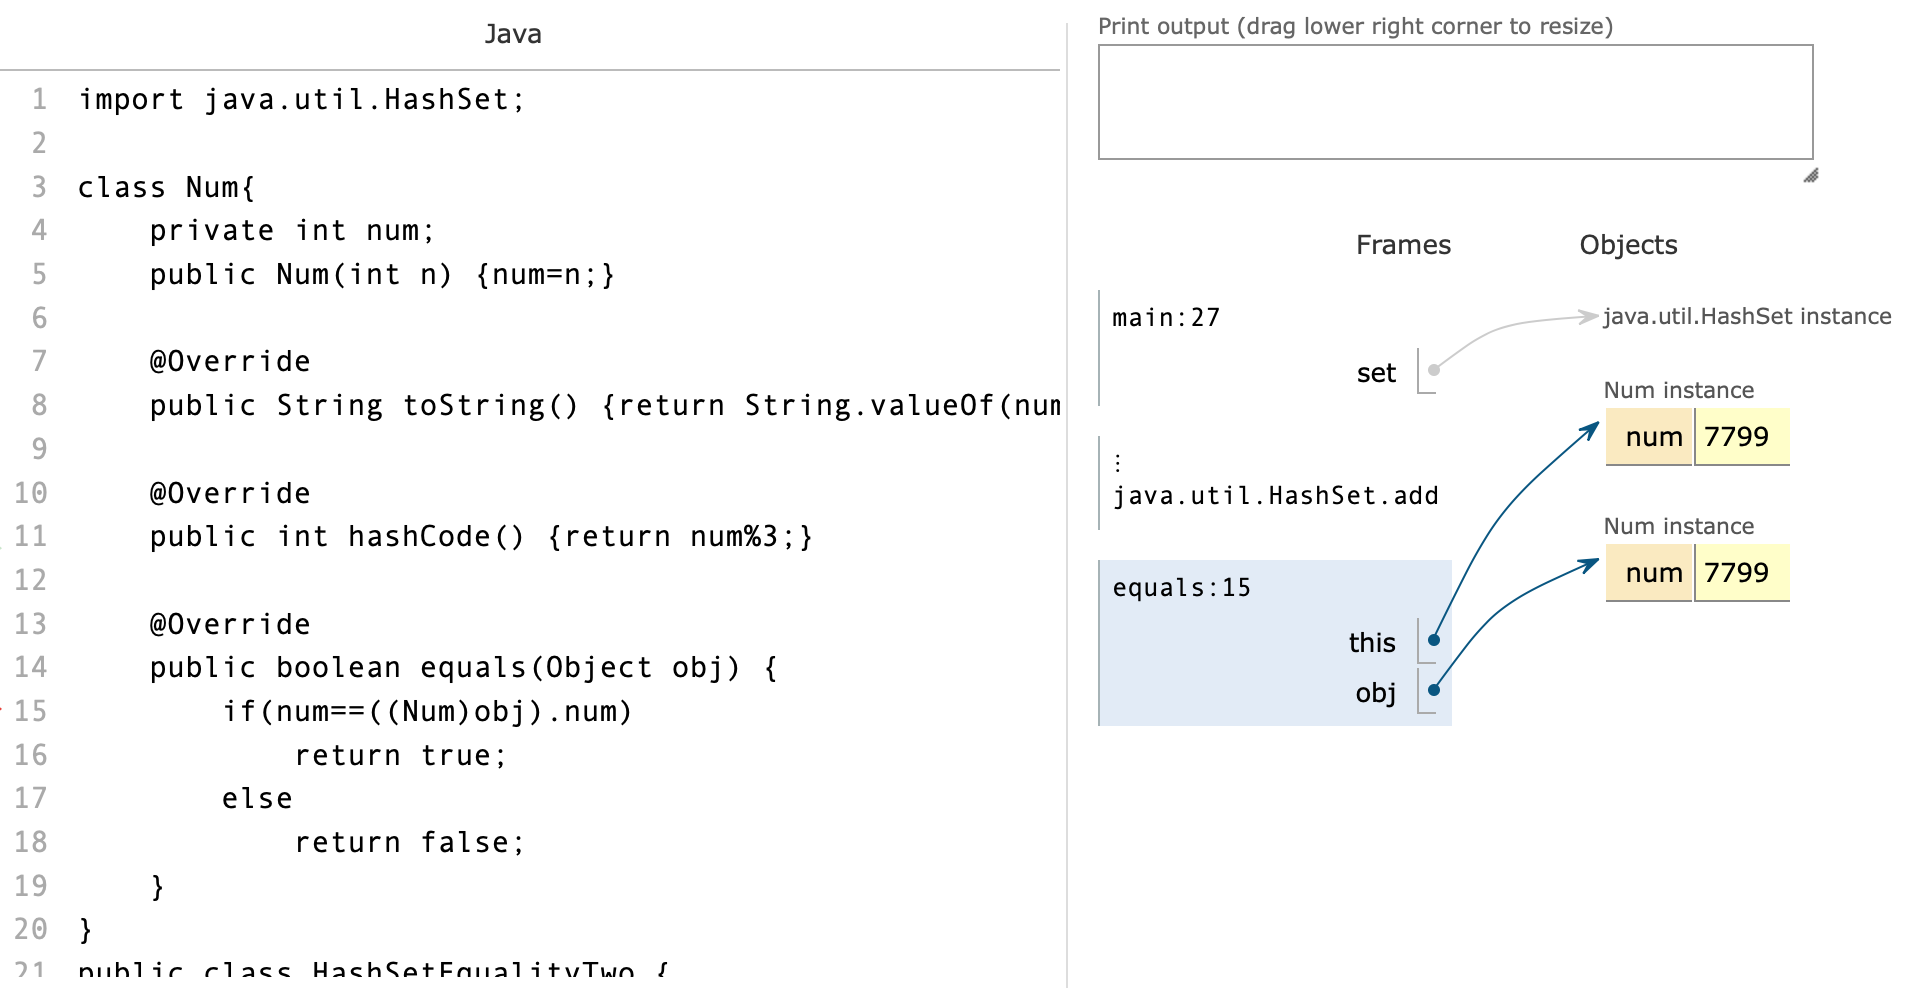 Java
1 import java.util.HashSet;
2
3 class Num{
4     private int num;
5     public Num(int n) {num=n;}
6
7     @Override
8     public String toString() {return String.valueOf(num
9
10     @Override
11     public int hashCode() {return num%3;}
12
13     @Override
14     public boolean equals(Object obj) {
15         if(num==((Num)obj).num)
16             return true;
17         else
18             return false;
19     }
20 }
21 public class HashSetEqualityTwo {
Print output (drag lower right corner to resize)
Frames Objects
main:27
set
java.util.HashSet instance
⋮
java.util.HashSet.add
equals:15
this
obj
Num instance
num 7799
Num instance
num 7799